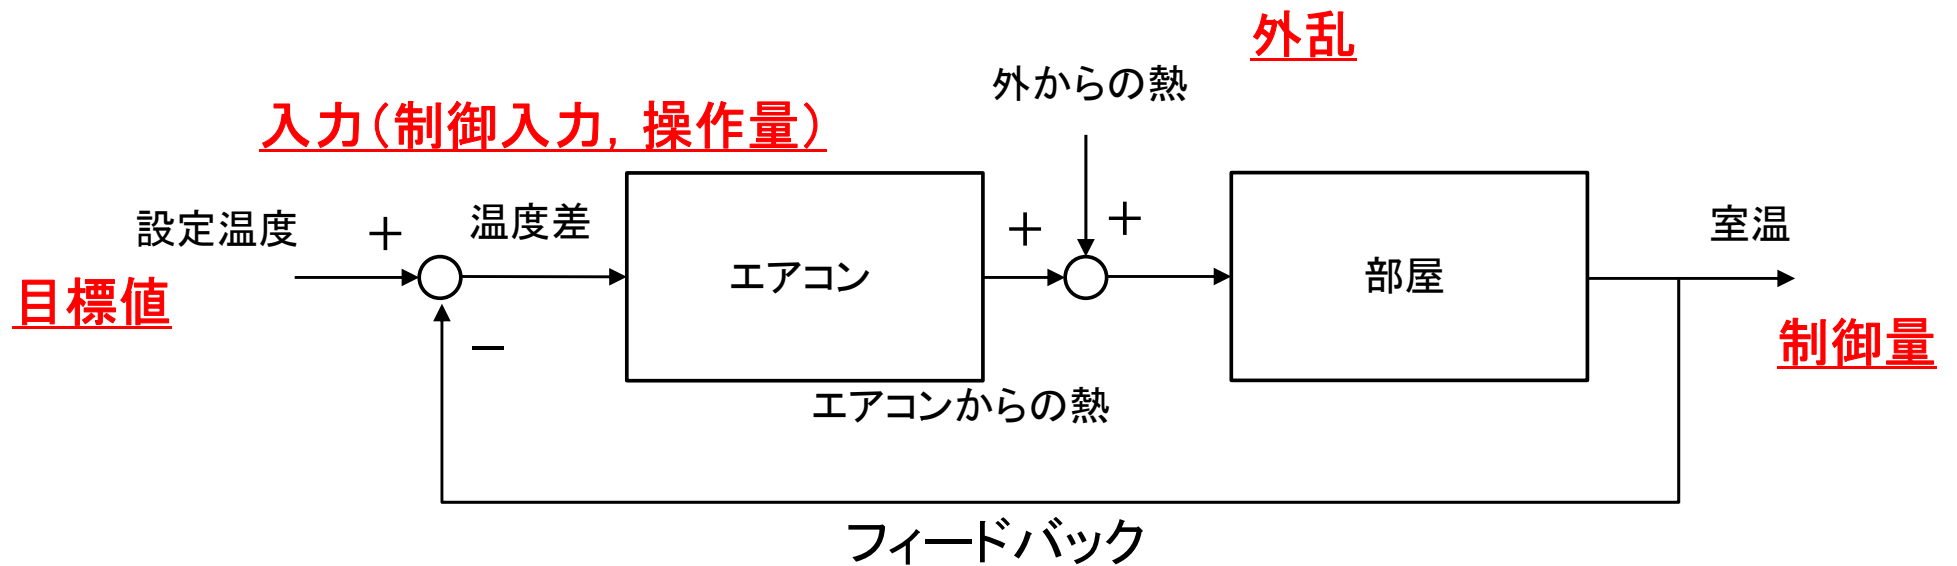 外乱
外からの熱
入力(制御入力, 操作量)
設定温度
+
温度差
+
+
室温
目標値
エアコン
部屋
制御量
−
エアコンからの熱
フィードバック